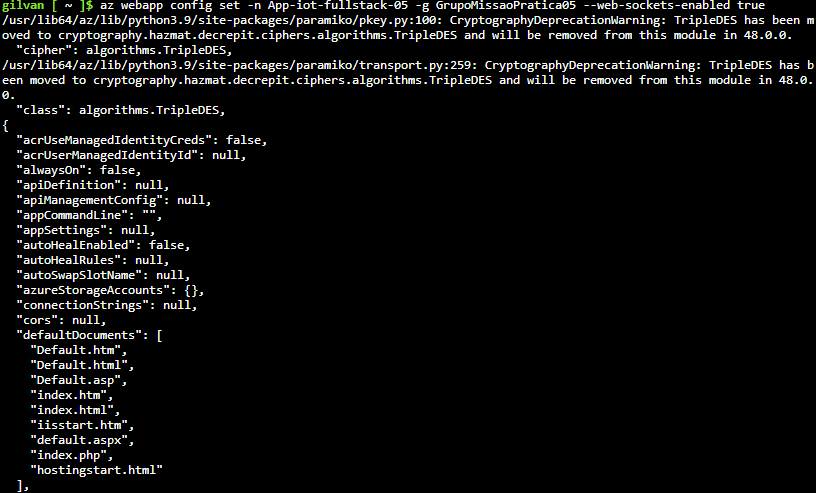 gilvan [ ~ ]$ az webapp config set -n App-iot-fullstack-05 -g GrupoMissaoPratica05 --web-sockets-enabled true
/usr/lib64/az/lib/python3.9/site-packages/paramiko/pkey.py:100: CryptographyDeprecationWarning: TripleDES has been m
oved to cryptography.hazmat.decrepit.ciphers.algorithms.TripleDES and will be removed from this module in 48.0.0.
  "cipher": algorithms.TripleDES,
/usr/lib64/az/lib/python3.9/site-packages/paramiko/transport.py:259: CryptographyDeprecationWarning: TripleDES has b
een moved to cryptography.hazmat.decrepit.ciphers.algorithms.TripleDES and will be removed from this module in 48.0.
0.
  "class": algorithms.TripleDES,
{
  "acrUseManagedIdentityCreds": false,
  "acrUserManagedIdentityId": null,
  "alwaysOn": false,
  "apiDefinition": null,
  "apiManagementConfig": null,
  "appCommandLine": "",
  "appSettings": null,
  "autoHealEnabled": false,
  "autoHealRules": null,
  "autoSwapSlotName": null,
  "azureStorageAccounts": {},
  "connectionStrings": null,
  "cors": null,
  "defaultDocuments": [
    "Default.htm",
    "Default.html",
    "Default.asp",
    "index.htm",
    "index.html",
    "iisstart.htm",
    "default.aspx",
    "index.php",
    "hostingstart.html"
  ],